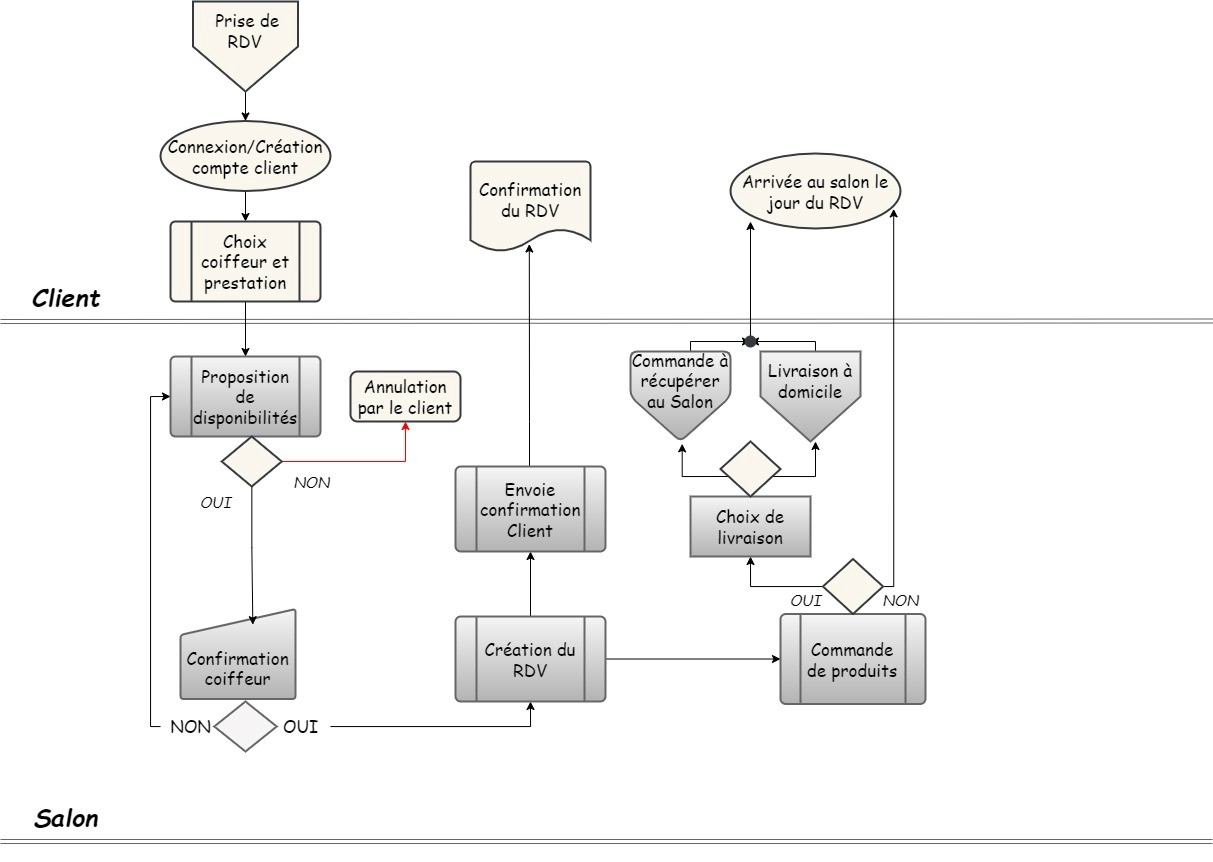 Prise de
RDV
Connexion/Création
compte client
Choix
coiffeur et
prestation
Confirmation
du RDV
Arrivée au salon le
jour du RDV
Client
Proposition
de
disponibilités
Annulation
par le client
NON
OUI
Commande à
récupérer
au Salon
Livraison à
domicile
Envoie
confirmation
Client
Choix de
livraison
OUI
NON
Confirmation
coiffeur
Création du
RDV
Commande
de produits
NON
OUI
Salon